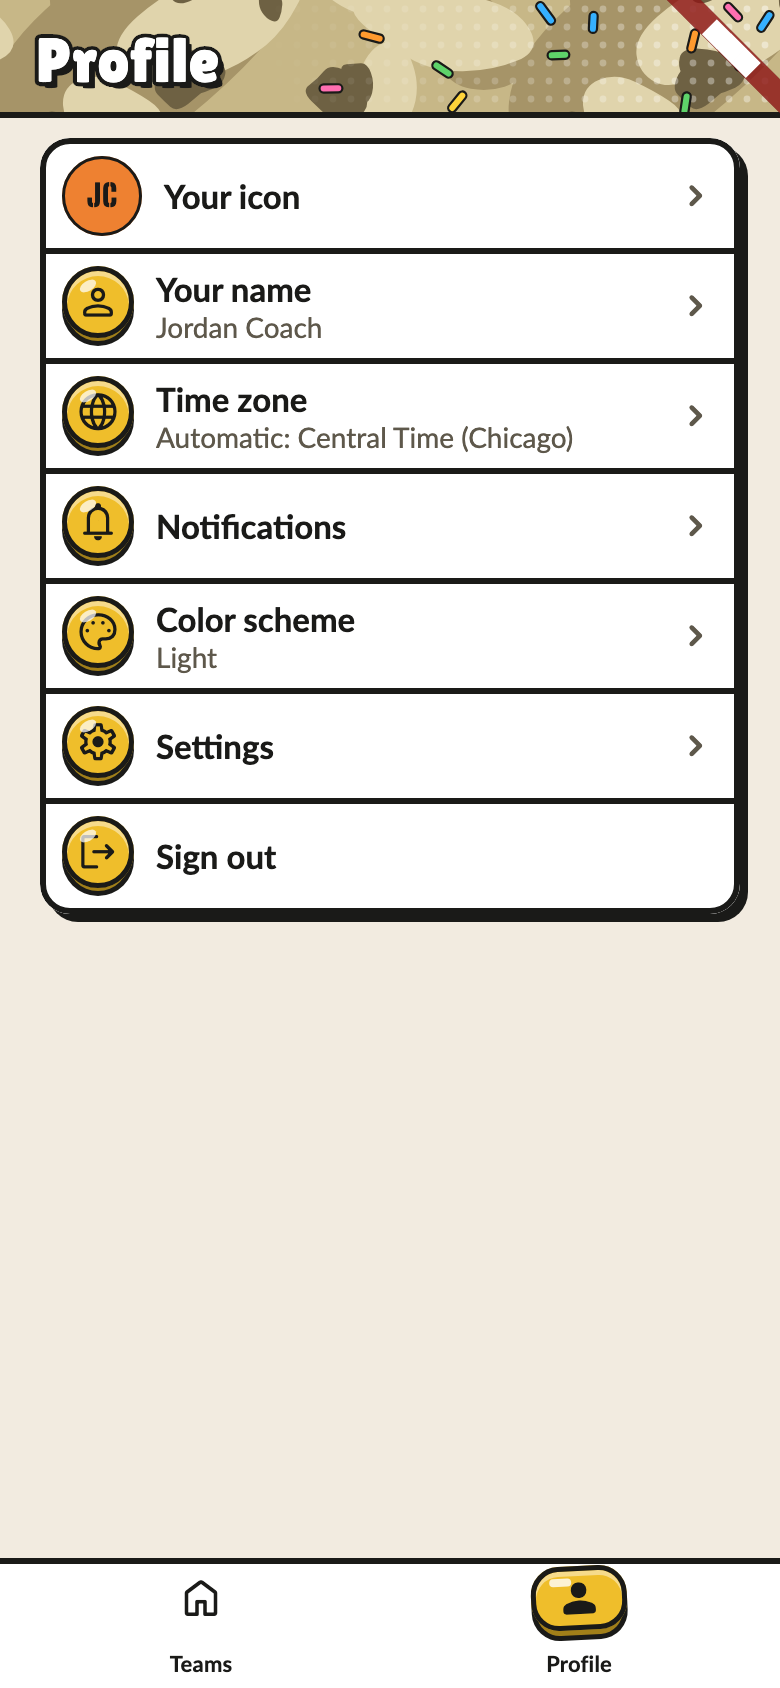 Profile
JC
Your icon
Your name
Jordan Coach
Time zone
Automatic: Central Time (Chicago)
Notifications
Color scheme
Light
Settings
Sign out
Teams
Profile